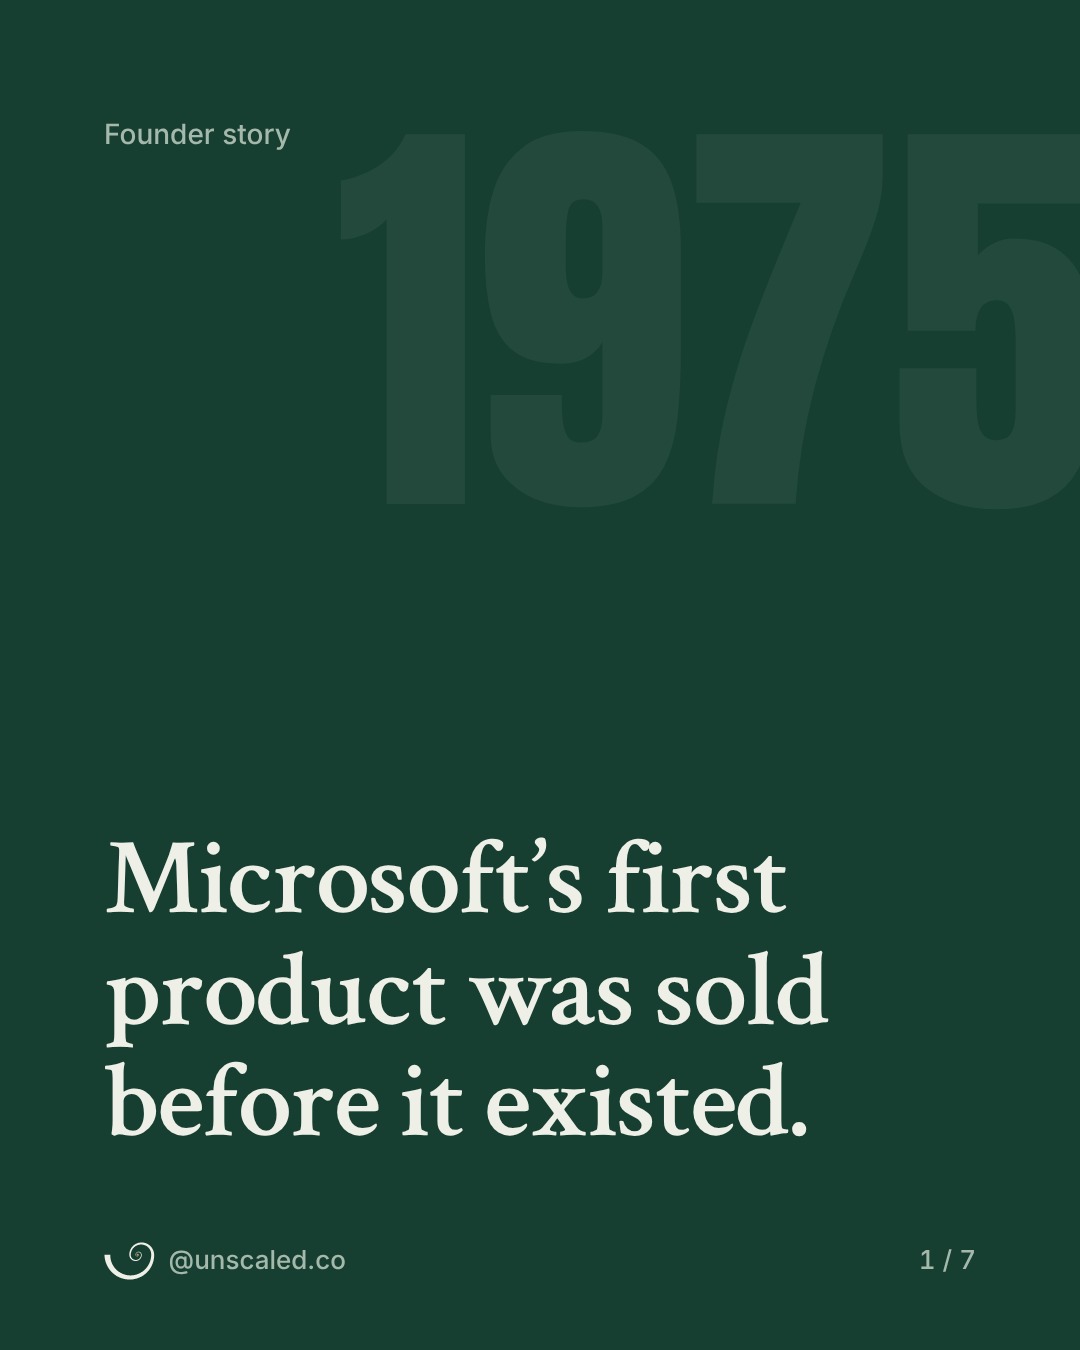 Founder story
1975
Microsoft’s first
product was sold
before it existed.
@unscaled.co
1 / 7